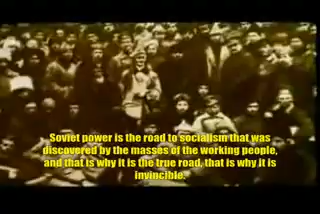 Soviet power is the road to socialism that was
discovered by the masses of the working people,
and that is why it is the true road, that is why it is
invincible.